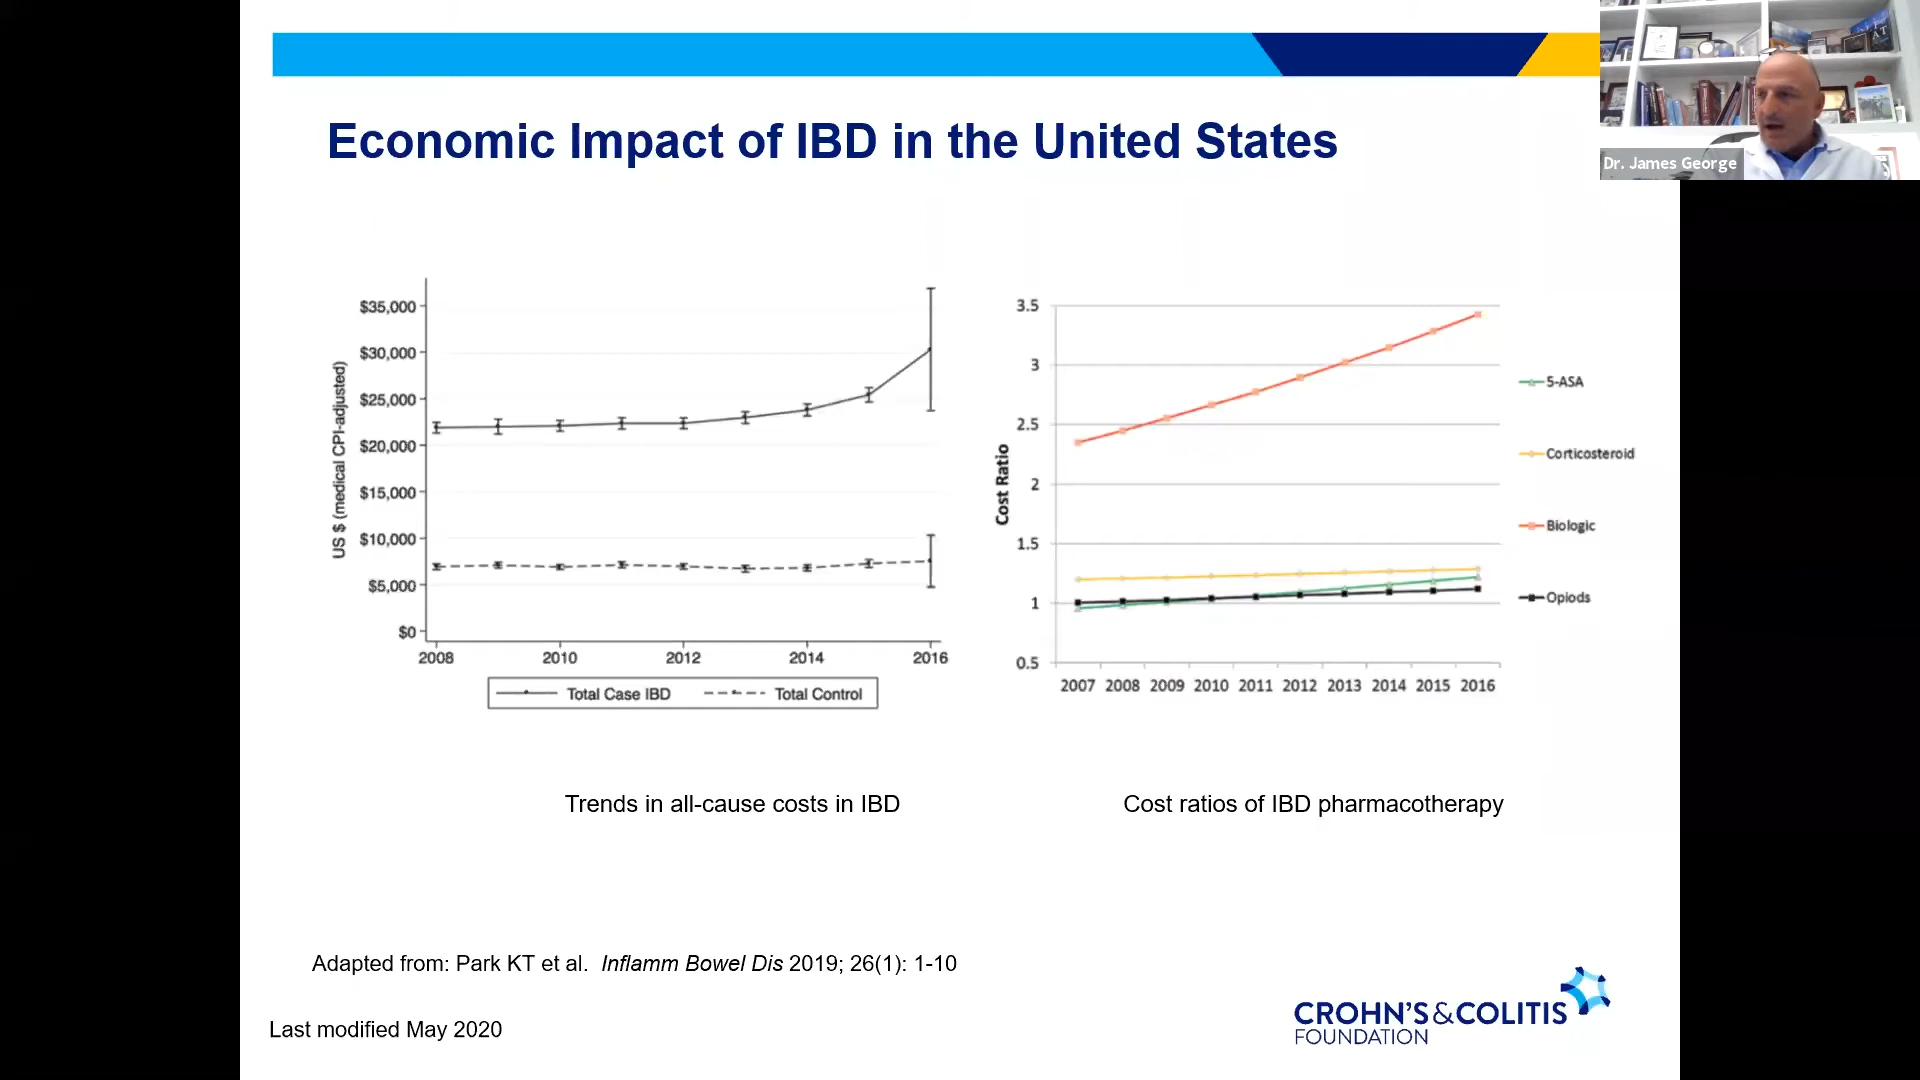 Economic Impact of IBD in the United States
Dr. James George
US $ (medical CPI-adjusted)
$35,000
$30,000
$25,000
$20,000
$15,000
$10,000
$5,000
$0
2008 2010 2012 2014 2016
Total Case IBD Total Control
Cost Ratio
3.5
3
2.5
2
1.5
1
0.5
2007 2008 2009 2010 2011 2012 2013 2014 2015 2016
5-ASA
Corticosteroid
Biologic
Opiods
Trends in all-cause costs in IBD
Cost ratios of IBD pharmacotherapy
Adapted from: Park KT et al. Inflamm Bowel Dis 2019; 26(1): 1-10
Last modified May 2020
CROHN'S&COLITIS
FOUNDATION